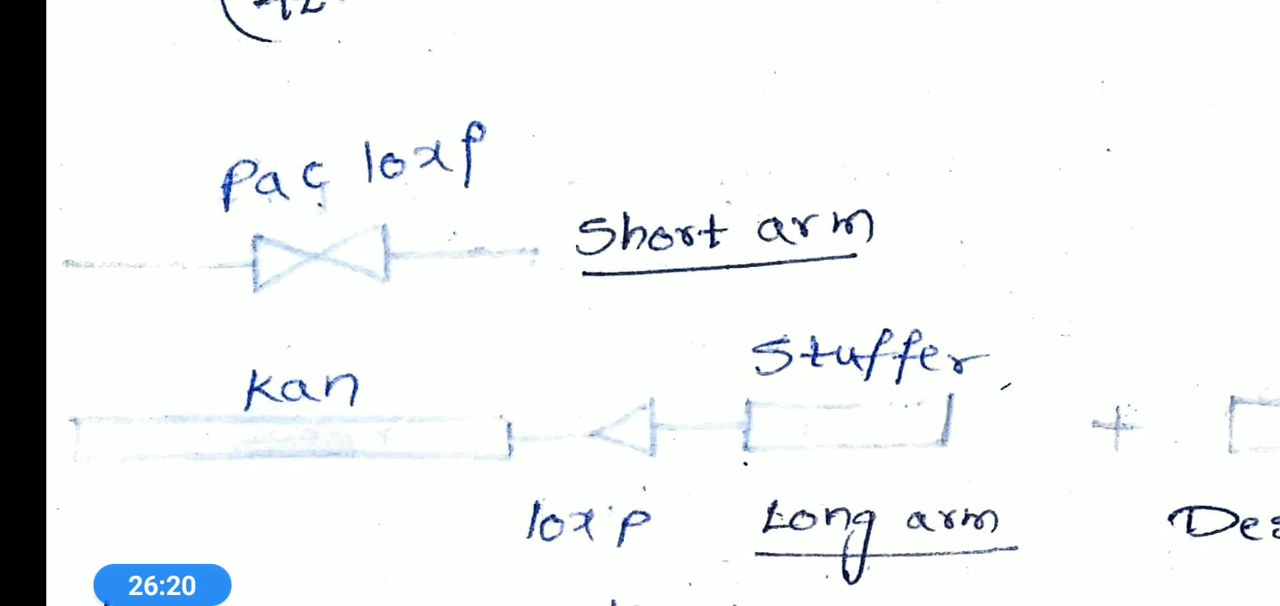 Pac loxP
Short arm
Stuffer
Kan
+
loxP
Long arm
26:20